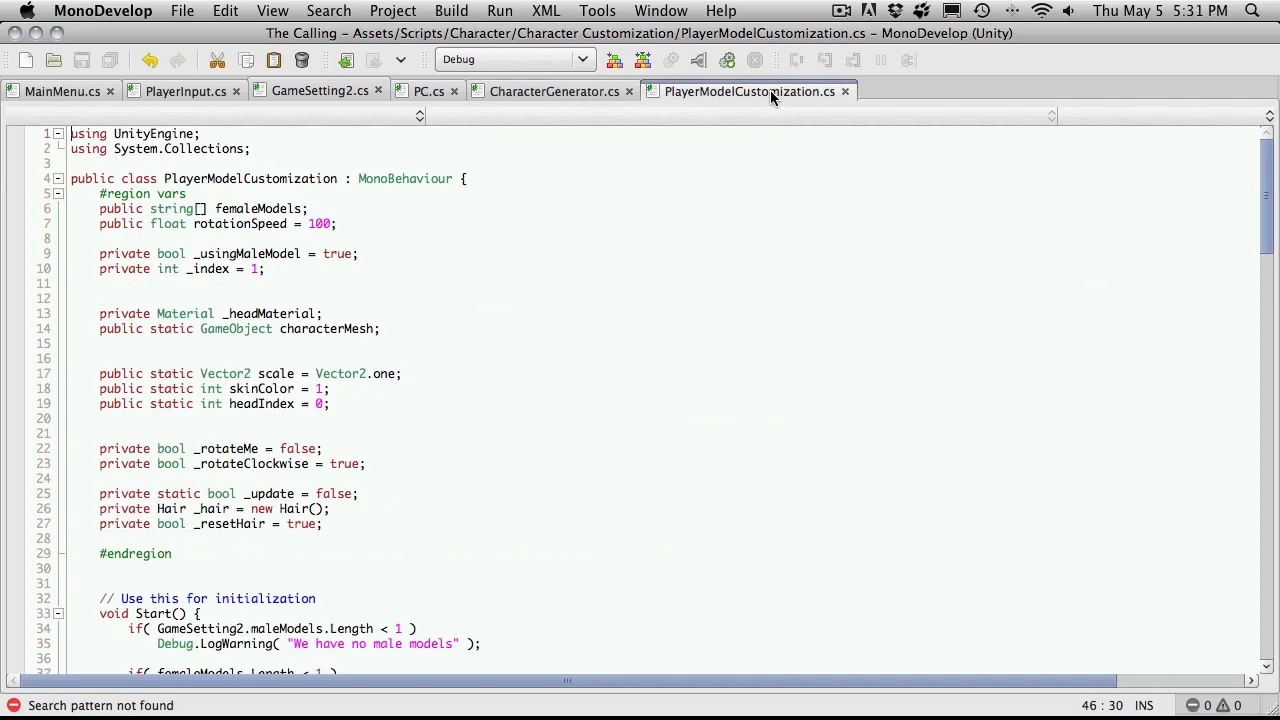 MonoDevelop File Edit View Search Project Build Run XML Tools Window Help Thu May 5 5:31 PM
The Calling - Assets/Scripts/Character/Character Customization/PlayerModelCustomization.cs - MonoDevelop (Unity)
Debug
MainMenu.cs PlayerInput.cs GameSetting2.cs PC.cs CharacterGenerator.cs PlayerModelCustomization.cs
1 using UnityEngine;
2 using System.Collections;
3
4 public class PlayerModelCustomization : MonoBehaviour {
5 #region vars
6 public string[] femaleModels;
7 public float rotationSpeed = 100;
8
9 private bool _usingMaleModel = true;
10 private int _index = 1;
11
12
13 private Material _headMaterial;
14 public static GameObject characterMesh;
15
16
17 public static Vector2 scale = Vector2.one;
18 public static int skinColor = 1;
19 public static int headIndex = 0;
20
21
22 private bool _rotateMe = false;
23 private bool _rotateClockwise = true;
24
25 private static bool _update = false;
26 private Hair _hair = new Hair();
27 private bool _resetHair = true;
28
29 #endregion
30
31
32 // Use this for initialization
33 void Start() {
34 if( GameSetting2.maleModels.Length < 1 )
35 Debug.LogWarning( "We have no male models" );
36
37 if( femaleModels.Length < 1 )
Search pattern not found 46 : 30 INS 0 0